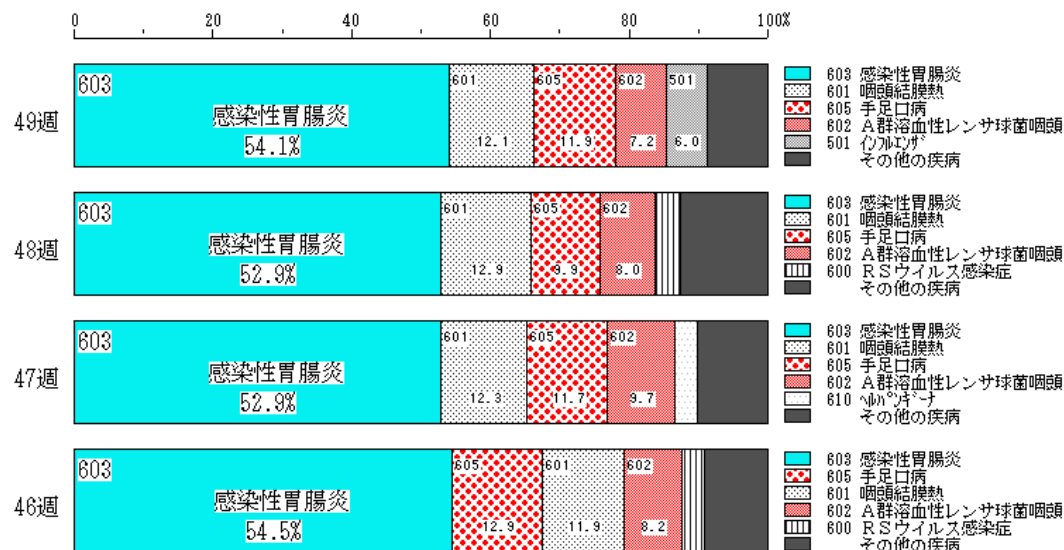 0 20 40 60 80 100%
49週
603
感染性胃腸炎
54.1%
601
12.1
605
11.9
602
7.2
501
6.0
603 感染性胃腸炎
601 咽頭結膜熱
605 手足口病
602 A群溶血性レンサ球菌咽頭
501 ｲﾝﾌﾙｴﾝｻﾞ
その他の疾病
48週
603
感染性胃腸炎
52.9%
601
12.9
605
9.9
602
8.0
603 感染性胃腸炎
601 咽頭結膜熱
605 手足口病
602 A群溶血性レンサ球菌咽頭
600 RSウイルス感染症
その他の疾病
47週
603
感染性胃腸炎
52.9%
601
12.3
605
11.7
602
9.7
603 感染性胃腸炎
601 咽頭結膜熱
605 手足口病
602 A群溶血性レンサ球菌咽頭
610 ﾍﾙﾊﾟﾝｷﾞｰﾅ
その他の疾病
46週
603
感染性胃腸炎
54.5%
605
12.9
601
11.9
602
8.2
603 感染性胃腸炎
605 手足口病
601 咽頭結膜熱
602 A群溶血性レンサ球菌咽頭
600 RSウイルス感染症
その他の疾病